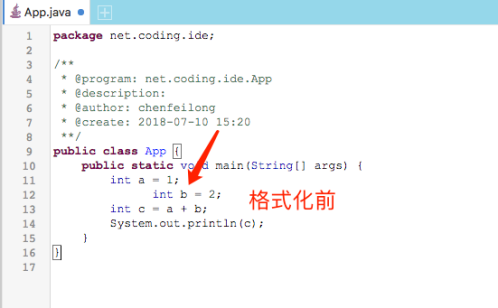 App.java
1 package net.coding.ide;
2
3 /**
4 * @program: net.coding.ide.App
5 * @description:
6 * @author: chenfeilong
7 * @create: 2018-07-10 15:20
8 **/
9 public class App {
10 public static void main(String[] args) {
11 int a = 1;
12 int b = 2;
13 int c = a + b;
14 System.out.println(c);
15 }
16 }
17
格式化前